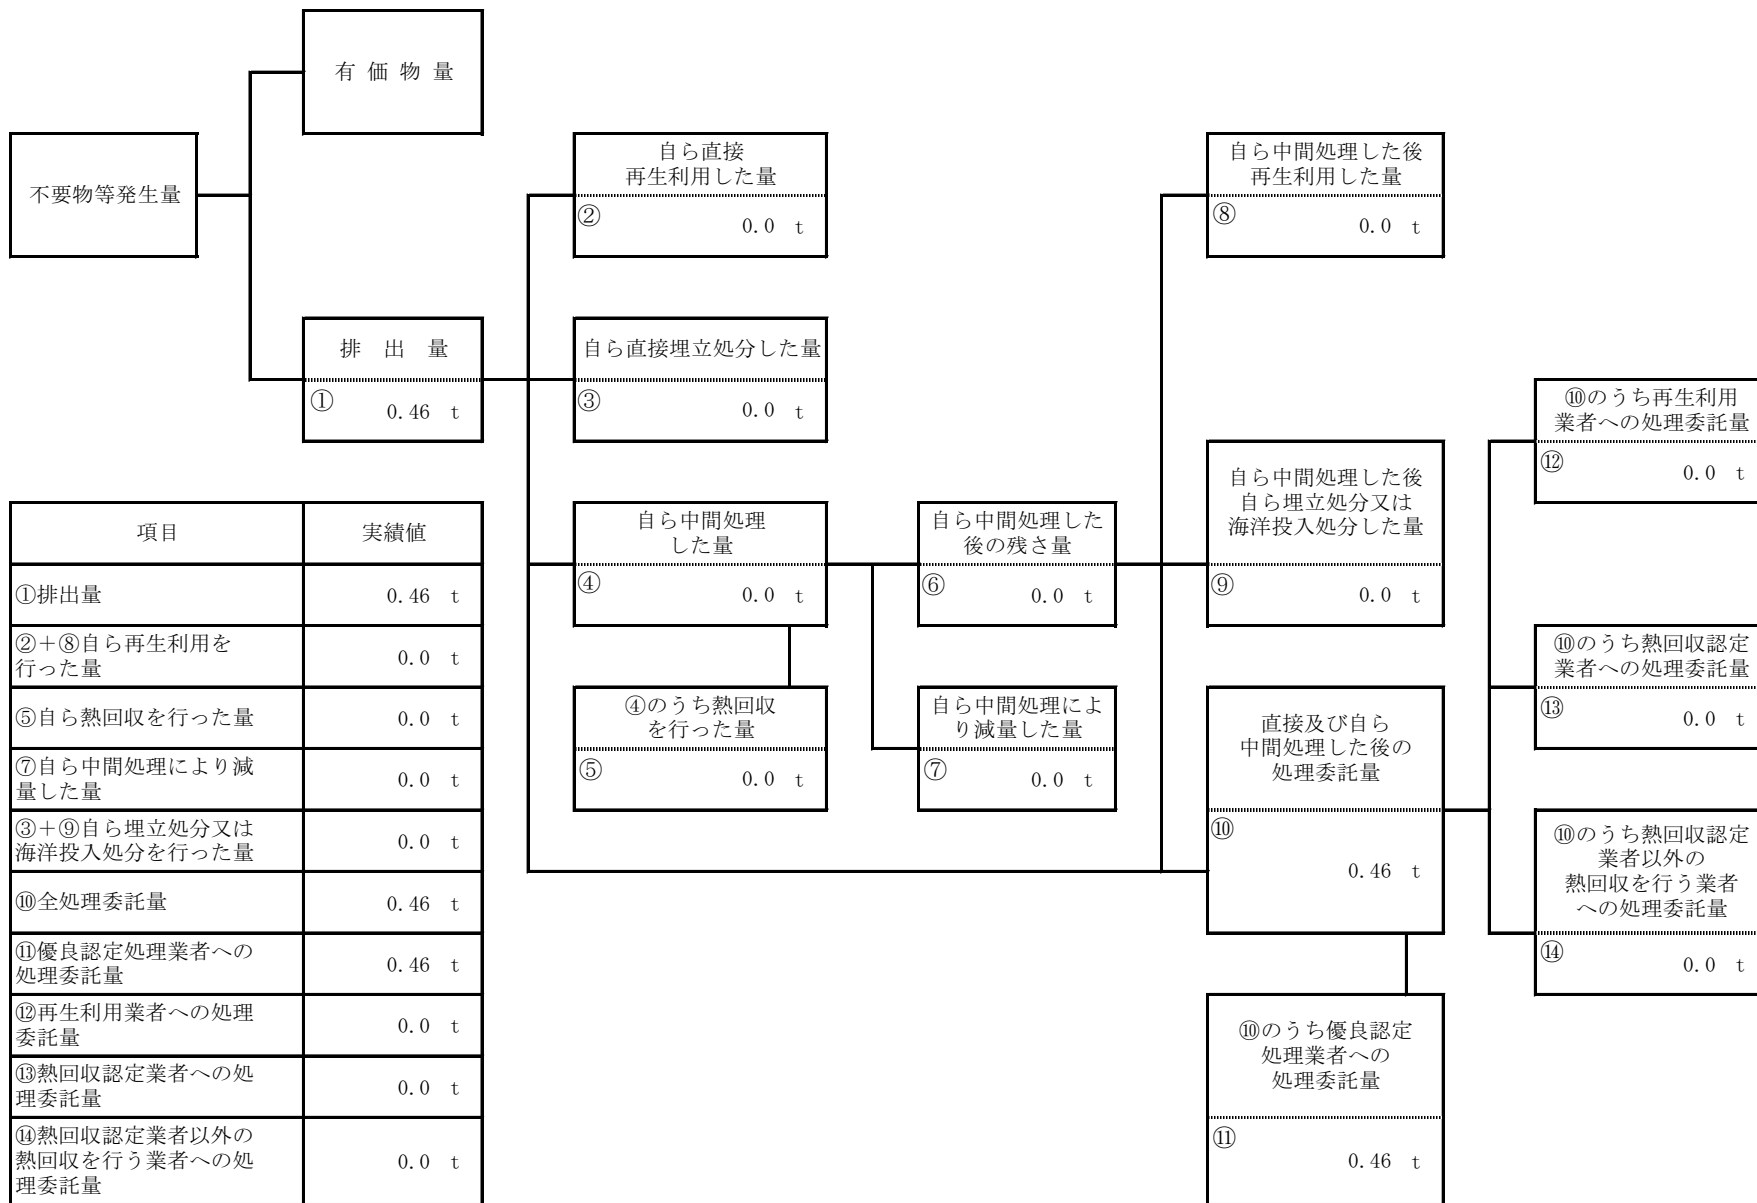 有価物量
不要物等発生量
排出量
① 0.46 t
自ら直接
再生利用した量
② 0.0 t
自ら直接埋立処分した量
③ 0.0 t
自ら中間処理
した量
④ 0.0 t
④のうち熱回収
を行った量
⑤ 0.0 t
自ら中間処理した
後の残さ量
⑥ 0.0 t
自ら中間処理によ
り減量した量
⑦ 0.0 t
自ら中間処理した後
再生利用した量
⑧ 0.0 t
自ら中間処理した後
自ら埋立処分又は
海洋投入処分した量
⑨ 0.0 t
直接及び自ら
中間処理した後の
処理委託量
⑩
0.46 t
⑩のうち優良認定
処理業者への
処理委託量
⑪
0.46 t
⑩のうち再生利用
業者への処理委託量
⑫ 0.0 t
⑩のうち熱回収認定
業者への処理委託量
⑬ 0.0 t
⑩のうち熱回収認定
業者以外の
熱回収を行う業者
への処理委託量
⑭ 0.0 t
項目 実績値
①排出量 0.46 t
②+⑧自ら再生利用を
行った量 0.0 t
⑤自ら熱回収を行った量 0.0 t
⑦自ら中間処理により減
量した量 0.0 t
③+⑨自ら埋立処分又は
海洋投入処分を行った量 0.0 t
⑩全処理委託量 0.46 t
⑪優良認定処理業者への
処理委託量 0.46 t
⑫再生利用業者への処理
委託量 0.0 t
⑬熱回収認定業者への処
理委託量 0.0 t
⑭熱回収認定業者以外の
熱回収を行う業者への処 0.0 t
理委託量